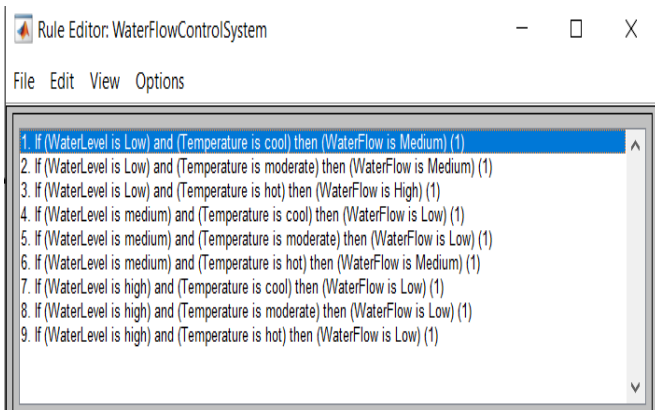 Rule Editor: WaterFlowControlSystem
File Edit View Options
1. If (WaterLevel is Low) and (Temperature is cool) then (WaterFlow is Medium) (1)
2. If (WaterLevel is Low) and (Temperature is moderate) then (WaterFlow is Medium) (1)
3. If (WaterLevel is Low) and (Temperature is hot) then (WaterFlow is High) (1)
4. If (WaterLevel is medium) and (Temperature is cool) then (WaterFlow is Low) (1)
5. If (WaterLevel is medium) and (Temperature is moderate) then (WaterFlow is Low) (1)
6. If (WaterLevel is medium) and (Temperature is hot) then (WaterFlow is Medium) (1)
7. If (WaterLevel is high) and (Temperature is cool) then (WaterFlow is Low) (1)
8. If (WaterLevel is high) and (Temperature is moderate) then (WaterFlow is Low) (1)
9. If (WaterLevel is high) and (Temperature is hot) then (WaterFlow is Low) (1)